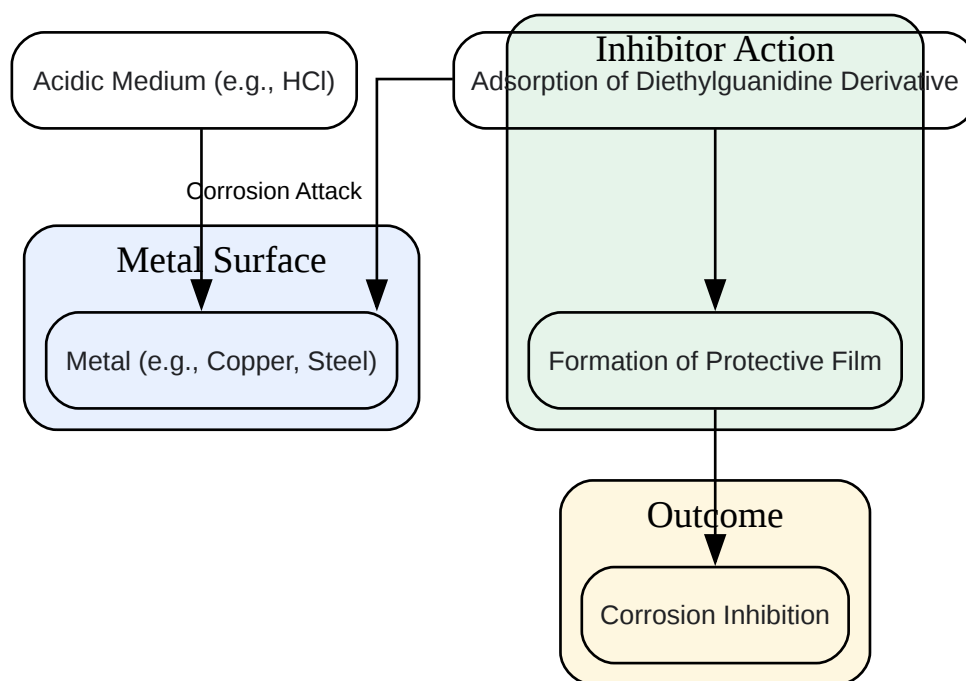 Inhibitor Action
Acidic Medium (e.g., HCl)
Adsorption of Diethylguanidine Derivative
Corrosion Attack
Metal Surface
Metal (e.g., Copper, Steel)
Formation of Protective Film
Outcome
Corrosion Inhibition